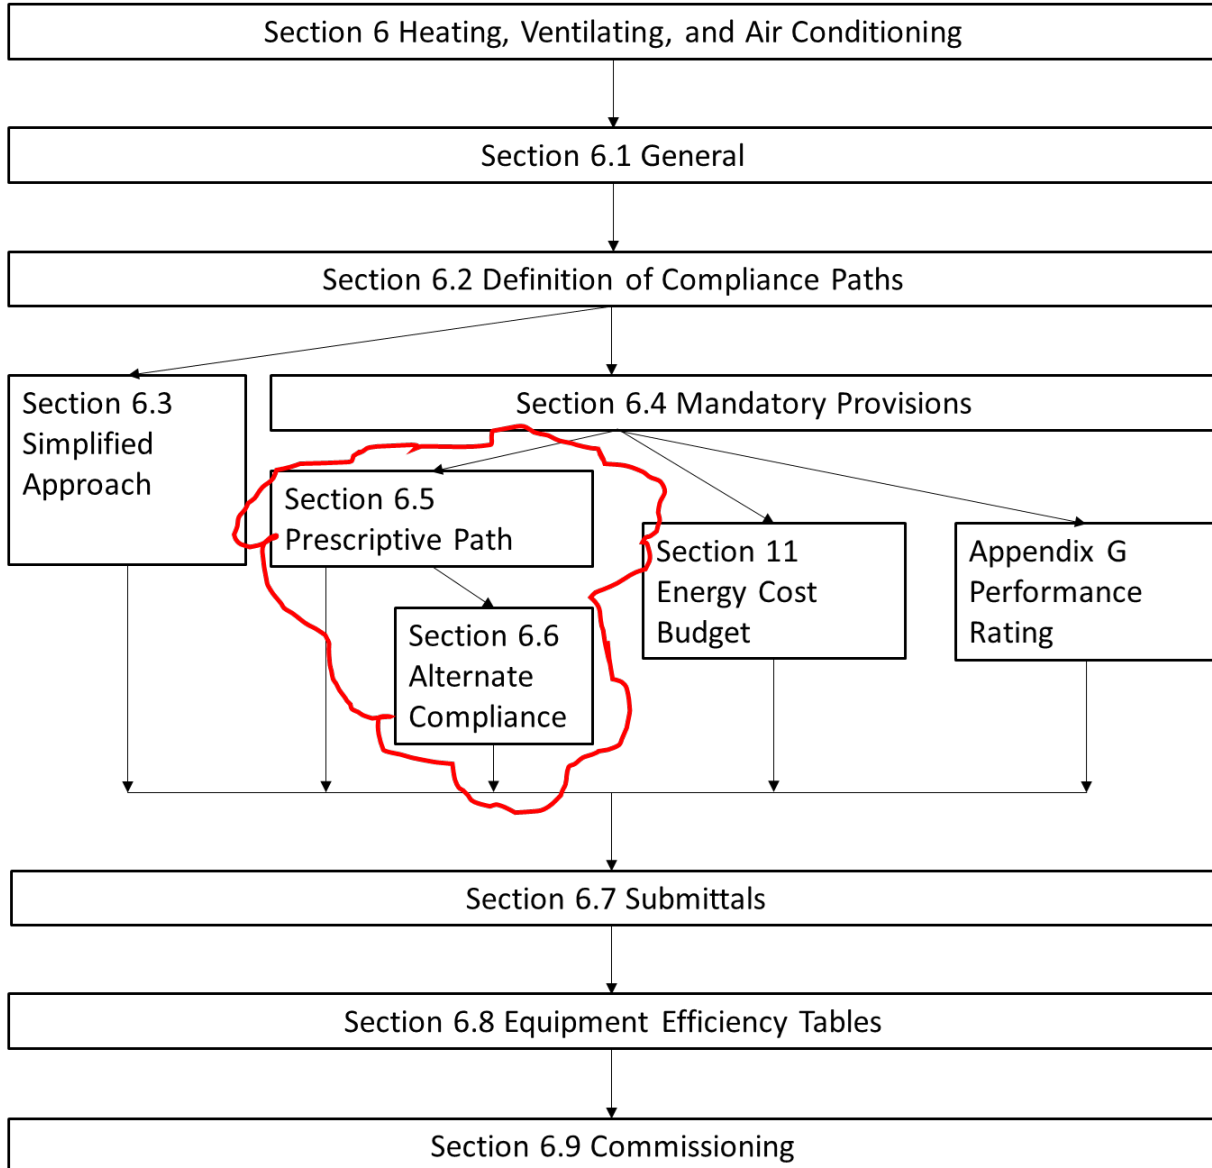 Section 6 Heating, Ventilating, and Air Conditioning
Section 6.1 General
Section 6.2 Definition of Compliance Paths
Section 6.3
Simplified
Approach
Section 6.4 Mandatory Provisions
Section 6.5
Prescriptive Path
Section 6.6
Alternate
Compliance
Section 11
Energy Cost
Budget
Appendix G
Performance
Rating
Section 6.7 Submittals
Section 6.8 Equipment Efficiency Tables
Section 6.9 Commissioning